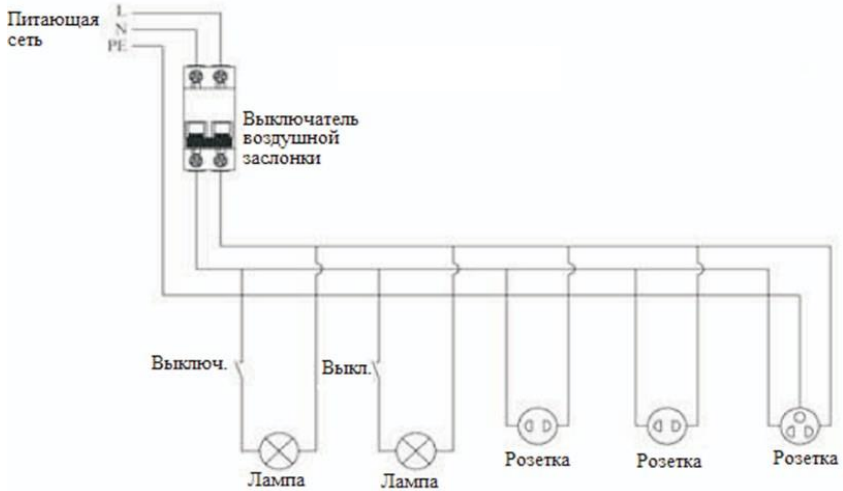 Питающая
сеть
L
N
PE
Выключатель
воздушной
заслонки
Выключ.
Выкл.
Лампа
Лампа
Розетка
Розетка
Розетка